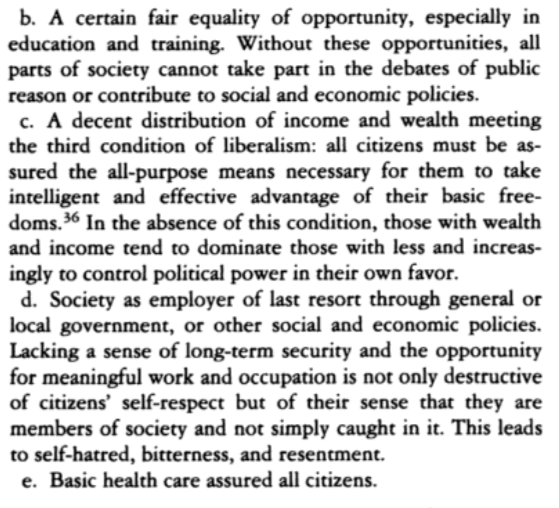 b. A certain fair equality of opportunity, especially in
education and training. Without these opportunities, all
parts of society cannot take part in the debates of public
reason or contribute to social and economic policies.
c. A decent distribution of income and wealth meeting
the third condition of liberalism: all citizens must be as-
sured the all-purpose means necessary for them to take
intelligent and effective advantage of their basic free-
doms.36 In the absence of this condition, those with wealth
and income tend to dominate those with less and increas-
ingly to control political power in their own favor.
d. Society as employer of last resort through general or
local government, or other social and economic policies.
Lacking a sense of long-term security and the opportunity
for meaningful work and occupation is not only destructive
of citizens' self-respect but of their sense that they are
members of society and not simply caught in it. This leads
to self-hatred, bitterness, and resentment.
e. Basic health care assured all citizens.